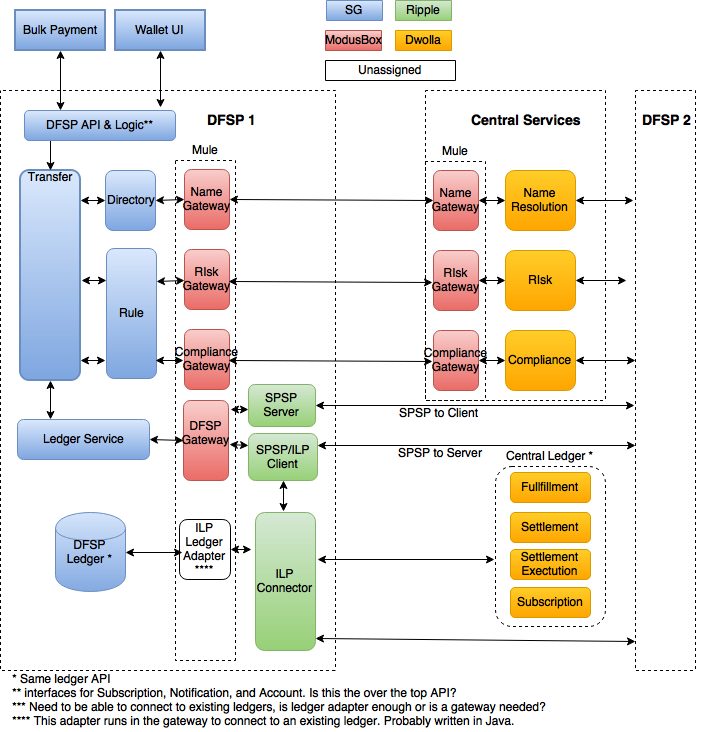 SG
Ripple
ModusBox
Dwolla
Unassigned
Bulk Payment
Wallet UI
DFSP API & Logic**
DFSP 1
Central Services
DFSP 2
Mule
Mule
Transfer
Directory
Name
Gateway
Name
Gateway
Name
Resolution
Rule
RIsk
Gateway
RIsk
Gateway
RIsk
Compliance
Gateway
Compliance
Gateway
Compliance
SPSP
Server
SPSP to Client
Ledger Service
DFSP
Gateway
SPSP/ILP
Client
SPSP to Server
Central Ledger *
Fullfillment
Settlement
Settlement
Exectution
Subscription
DFSP
Ledger *
ILP
Ledger
Adapter
****
ILP
Connector
* Same ledger API
** interfaces for Subscription, Notification, and Account. Is this the over the top API?
*** Need to be able to connect to existing ledgers, is ledger adapter enough or is a gateway needed?
**** This adapter runs in the gateway to connect to an existing ledger. Probably written in Java.